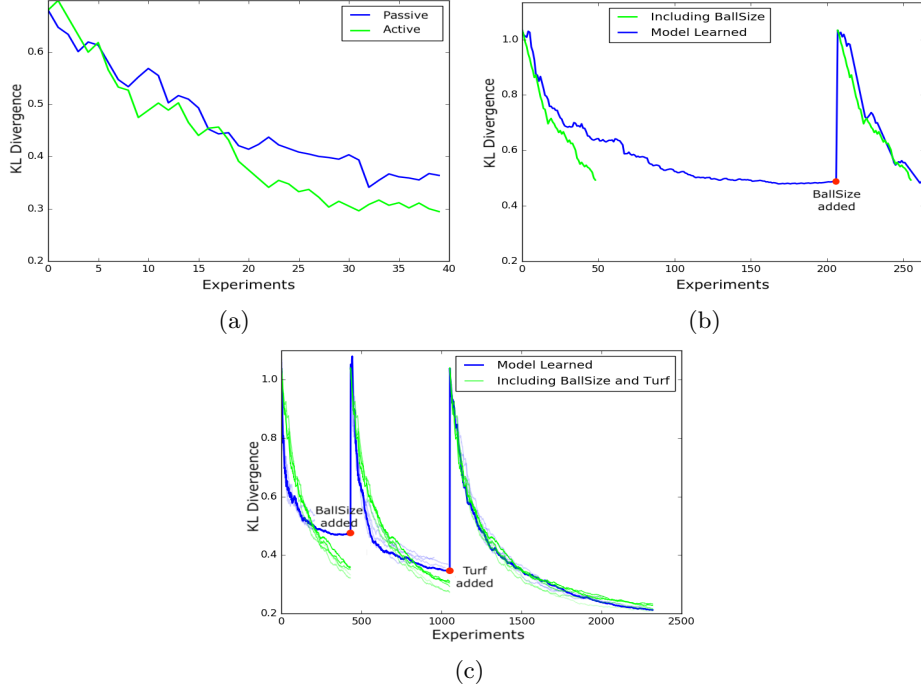 Passive
Active
KL Divergence
0.6
0.5
0.4
0.3
0.2
0 5 10 15 20 25 30 35 40
Experiments
(a)
Including BallSize
Model Learned
KL Divergence
1.0
0.8
0.6
0.4
0.2
BallSize
added
0 50 100 150 200 250
Experiments
(b)
Model Learned
Including BallSize and Turf
KL Divergence
1.0
0.8
0.6
0.4
0.2
BallSize
added
Turf
added
0 500 1000 1500 2000 2500
Experiments
(c)